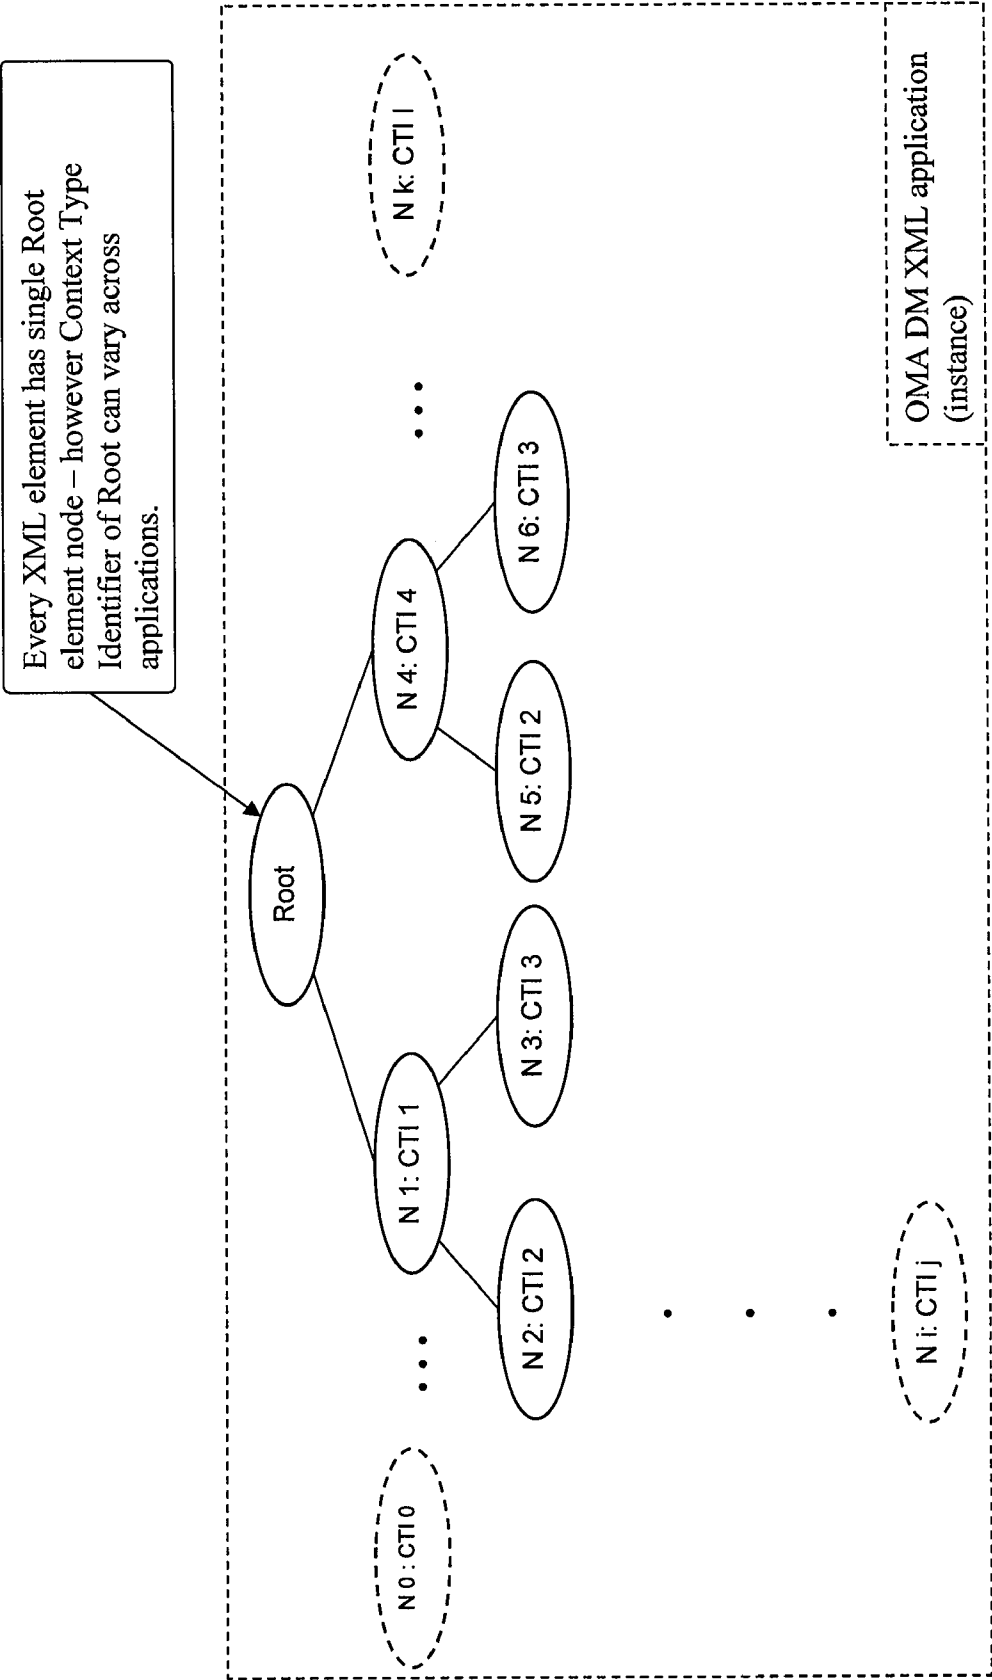 Every XML element has single Root
element node – however Context Type
Identifier of Root can vary across
applications.
Root
N 0 : CTI 0
N 1: CTI 1
N 4: CTI 4
N k: CTI l
N 2: CTI 2
N 3: CTI 3
N 5: CTI 2
N 6: CTI 3
N i: CTI j
OMA DM XML application
(instance)